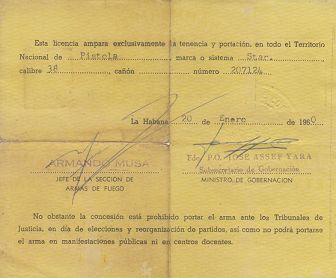 Esta licencia ampara exclusivamente la tenencia y portación, en todo el Territorio
Nacional de Pistola, marca o sistema Star.
calibre 38, cañón número 207124
La Habana 20 de Enero de 1960
ARMANDO MUSA
JEFE DE LA SECCION DE
ARMAS DE FUEGO
Fdo. P.O. JOSE ASSEF YARA
Subsecretario de Gobernación
MINISTRO DE GOBERNACION
No obstante la concesión está prohibido portar el arma ante los Tribunales de
Justicia, en día de elecciones y reorganización de partidos, así como no podrá portarse
el arma en manifestaciones públicas ni en centros docentes.